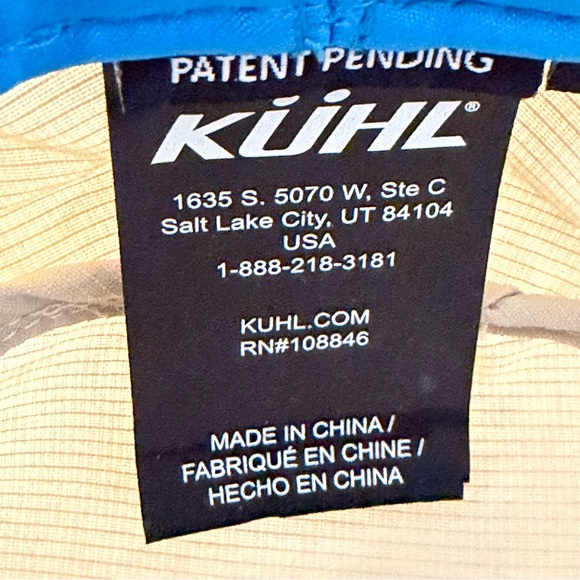 PATENT PENDING
KÜHL®
1635 S. 5070 W, Ste C
Salt Lake City, UT 84104
USA
1-888-218-3181
KUHL.COM
RN#108846
MADE IN CHINA /
FABRIQUÉ EN CHINE /
HECHO EN CHINA